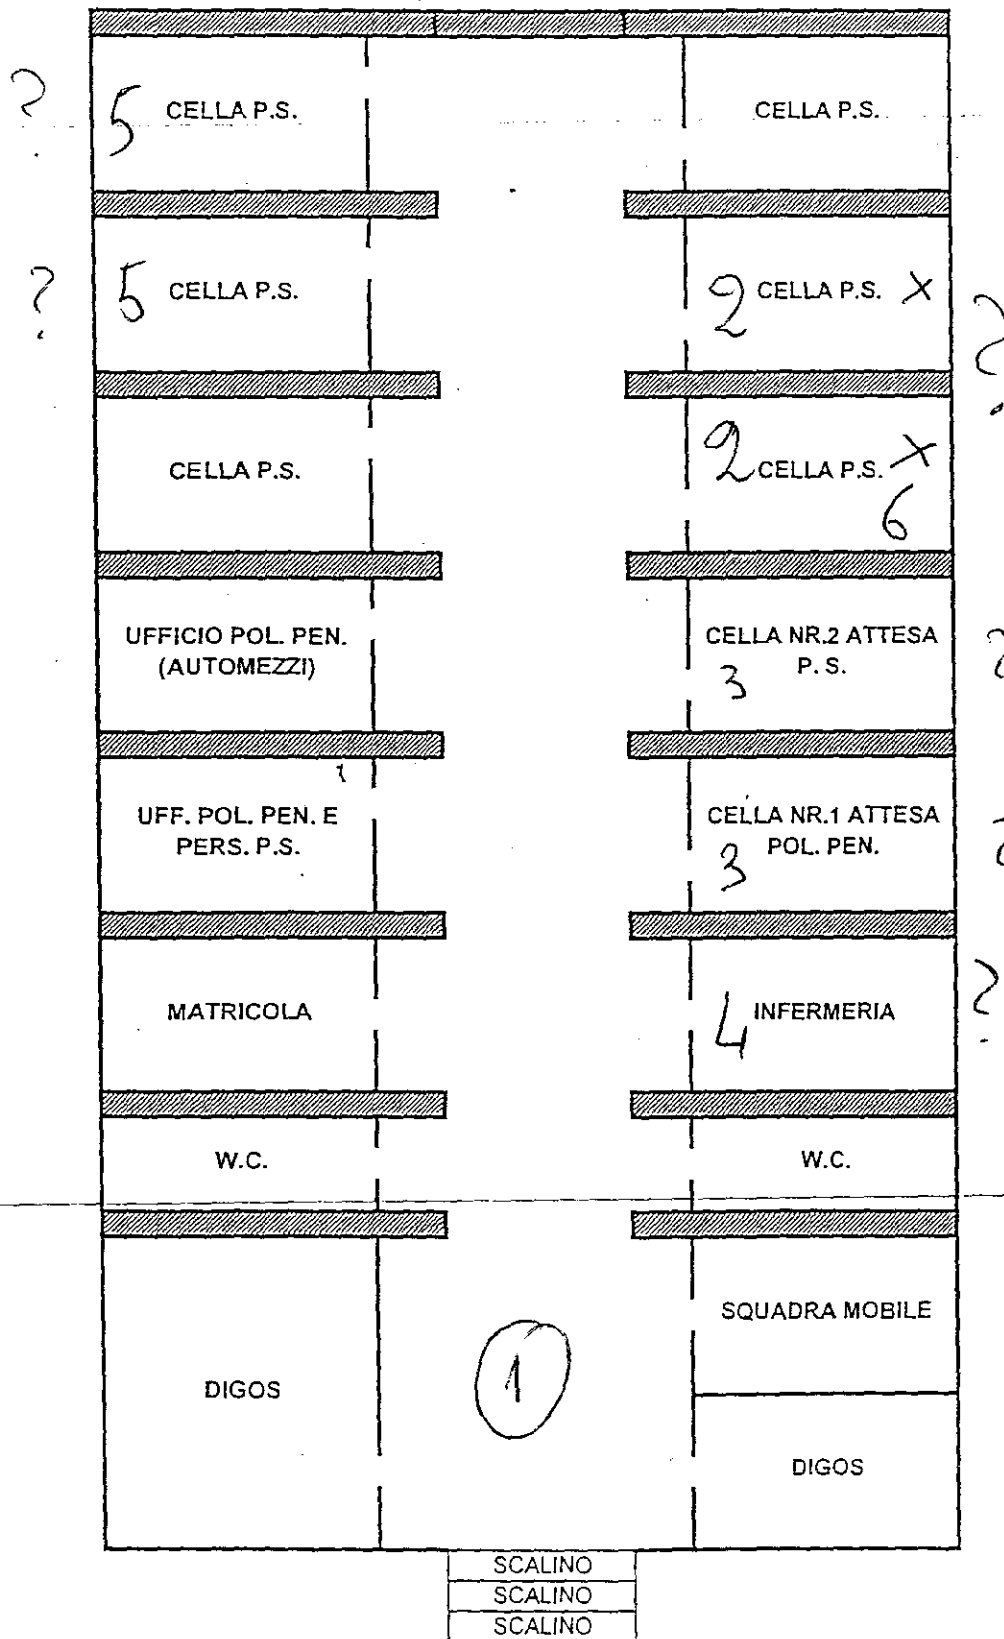 ? 5 CELLA P.S. CELLA P.S.
? 5 CELLA P.S. 2 CELLA P.S. X ?
CELLA P.S. 2 CELLA P.S. X
6
UFFICIO POL. PEN.
(AUTOMEZZI)
CELLA NR.2 ATTESA
3 P.S.
UFF. POL. PEN. E
PERS. P.S.
CELLA NR.1 ATTESA
3 POL. PEN.
MATRICOLA 4 INFERMERIA ?
W.C. W.C.
SQUADRA MOBILE
DIGOS 1
DIGOS
SCALINO
SCALINO
SCALINO